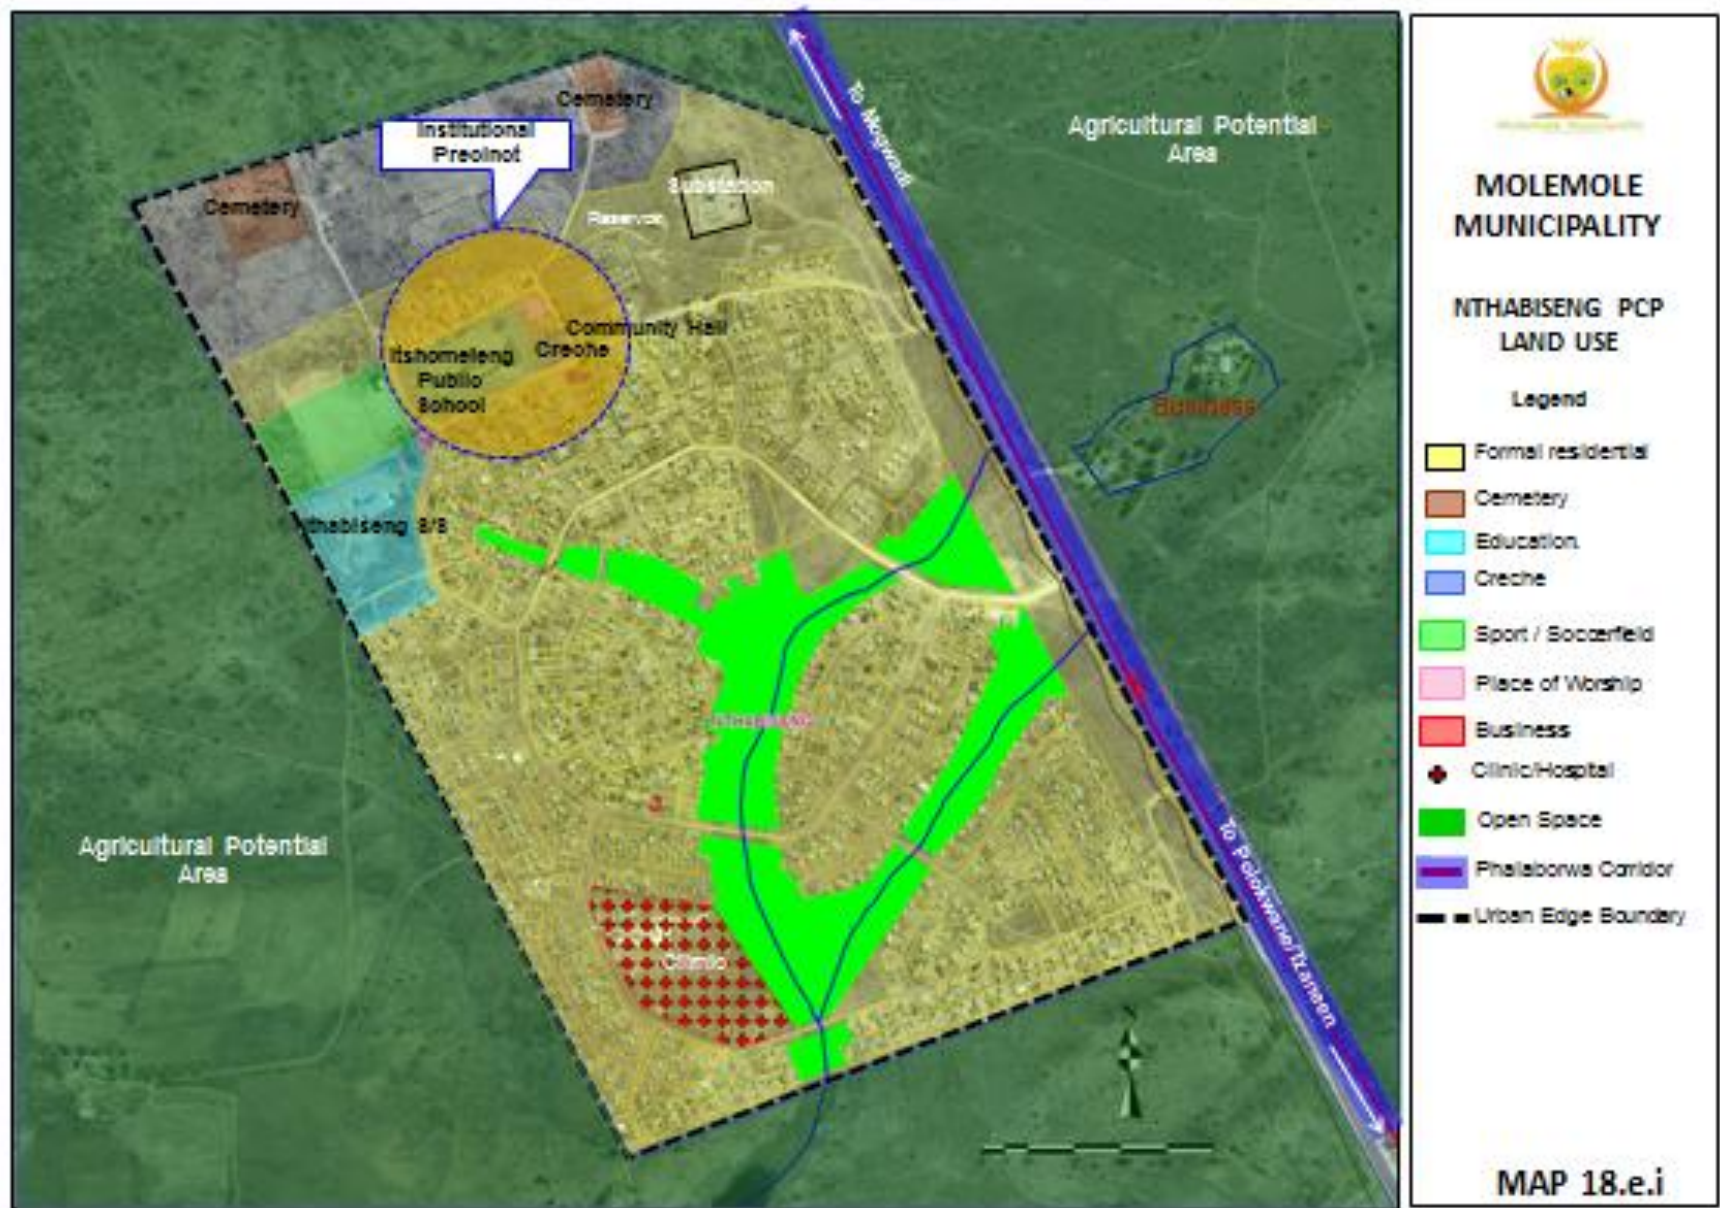 Cemetery
Institutional
Precinct
Cemetery
Substation
Reservoir
Community Hall
Creche
Itshomeleng
Public
School
Nthabiseng S/S
NTHABISENG
Clinic
To Mogwadi
Agricultural Potential
Area
Business
Agricultural Potential
Area
To Polokwane/Tzaneen
MOLEMOLE
MUNICIPALITY
NTHABISENG PCP
LAND USE
Legend
Formal residential
Cemetery
Education
Creche
Sport / Soccerfield
Place of Worship
Business
Clinic/Hospital
Open Space
Phalaborwa Corridor
Urban Edge Boundary
MAP 18.e.i